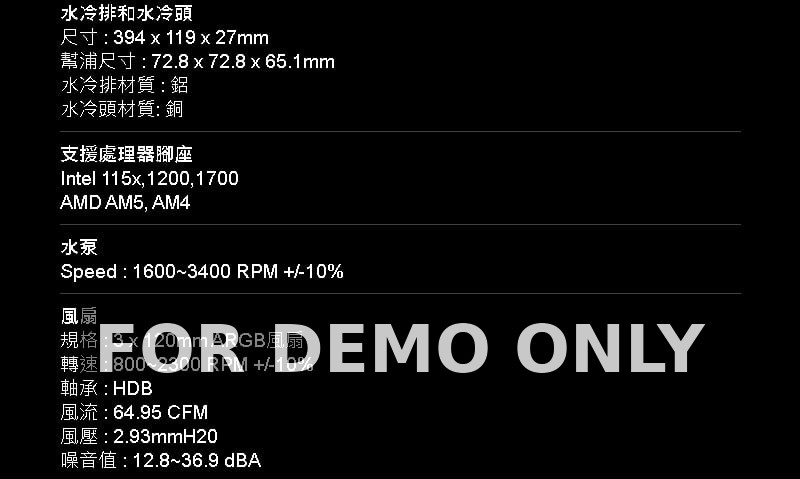 水冷排和水冷頭
尺寸 : 394 x 119 x 27mm
幫浦尺寸 : 72.8 x 72.8 x 65.1mm
水冷排材質 : 鋁
水冷頭材質: 銅
支援處理器腳座
Intel 115x,1200,1700
AMD AM5, AM4
水泵
Speed : 1600~3400 RPM +/-10%
風扇
規格 : 3 x 120mm ARGB風扇
FOR DEMO ONLY
轉速 : 800~2300 RPM +/-10%
軸承 : HDB
風流 : 64.95 CFM
風壓 : 2.93mmH20
噪音值 : 12.8~36.9 dBA